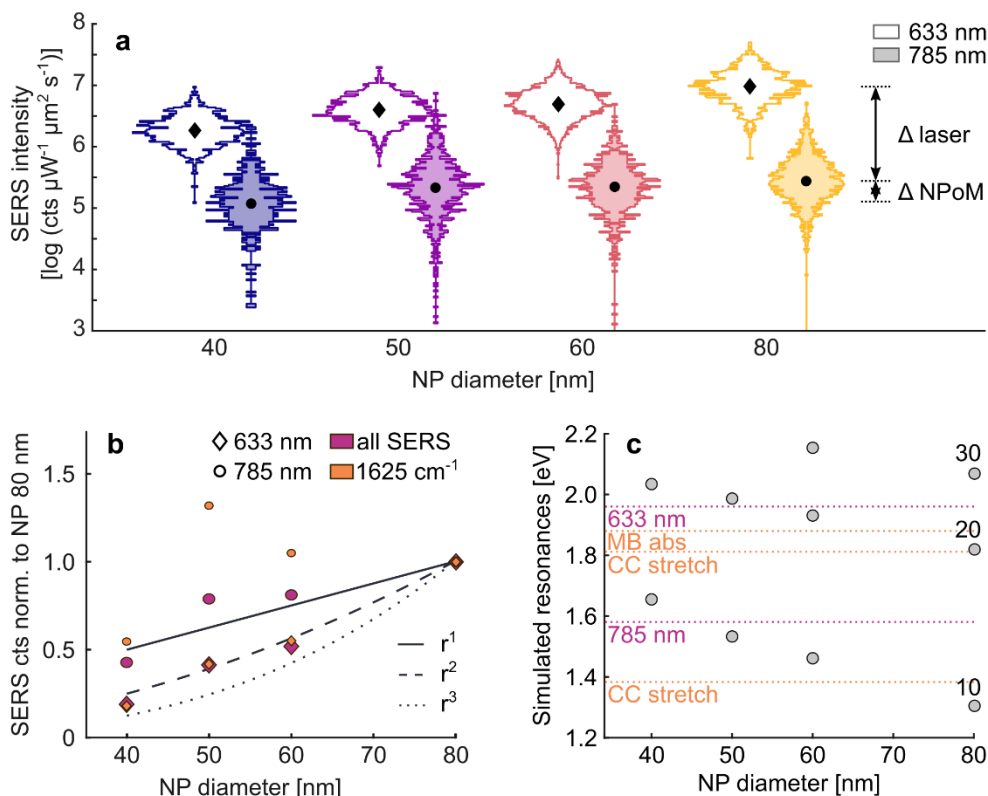 a
633 nm
785 nm
SERS intensity
[log (cts µW⁻¹ µm² s⁻¹)]
8
7
6
5
4
3
Δ laser
Δ NPoM
40
50
60
80
NP diameter [nm]
b
633 nm
all SERS
785 nm
1625 cm⁻¹
SERS cts norm. to NP 80 nm
1.5
1.0
0.5
0
r¹
r²
r³
40
50
60
70
80
NP diameter [nm]
c
Simulated resonances [eV]
2.2
2.0
1.8
1.6
1.4
1.2
30
633 nm
MB abs
20
CC stretch
785 nm
CC stretch
10
40
50
60
70
80
NP diameter [nm]